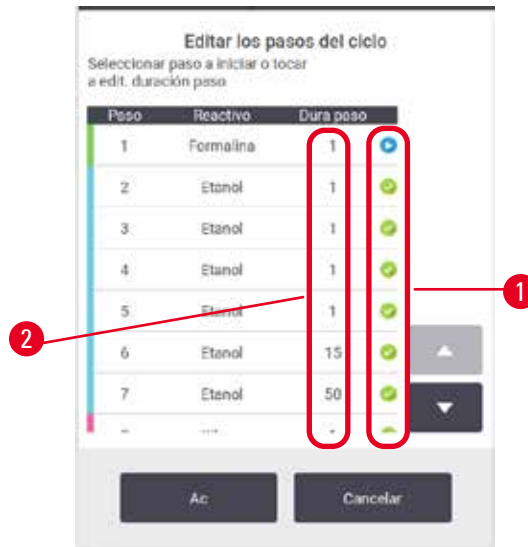 Editar los pasos del ciclo
Seleccionar paso a iniciar o tocar
a edit. duración paso
Paso Reactivo Dura paso
1 Formalina 1
2 Etanol 1
3 Etanol 1
4 Etanol 1
5 Etanol 1
1
2
6 Etanol 15
7 Etanol 50
Ac Cancelar